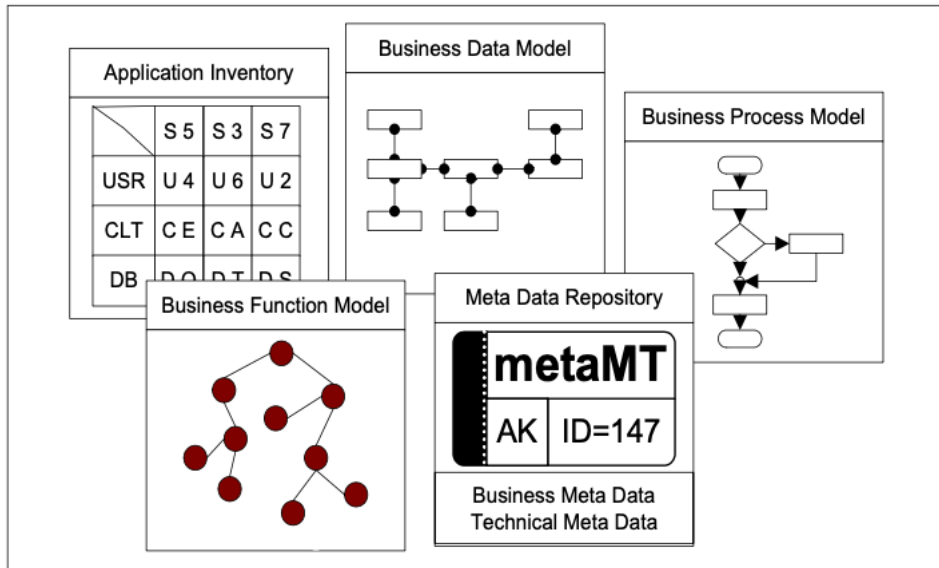 Application Inventory
S 5 S 3 S 7
USR U 4 U 6 U 2
CLT C E C A C C
DB
Business Data Model
Business Process Model
Business Function Model
Meta Data Repository
metaMT
AK ID=147
Business Meta Data
Technical Meta Data